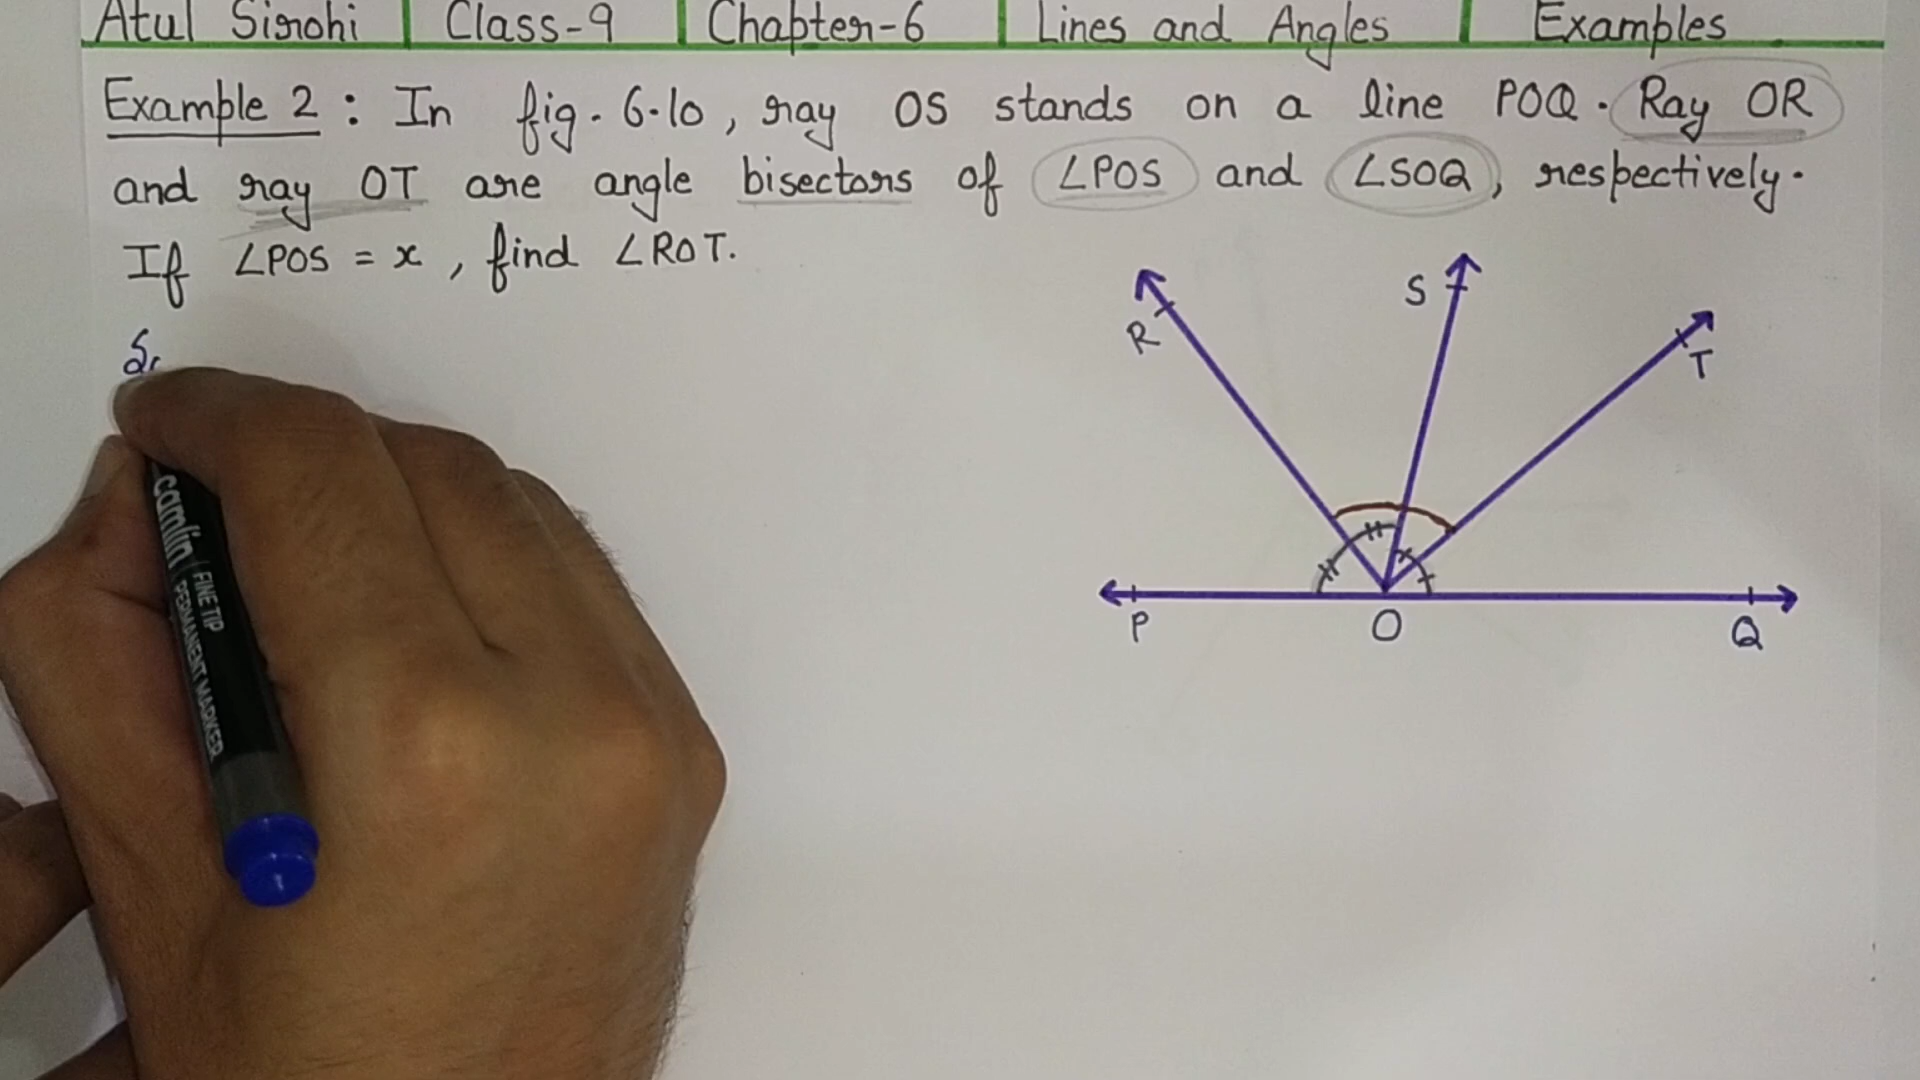 Atul Sirohi Class-9 Chapter-6 Lines and Angles Examples
Example 2 : In fig. 6.10, ray OS stands on a line POQ. Ray OR
and ray OT are angle bisectors of ∠POS and ∠SOQ, respectively.
If ∠POS = x, find ∠ROT.
S
R
T
P
O
Q
camlin FINE TIP
PERMANENT MARKER